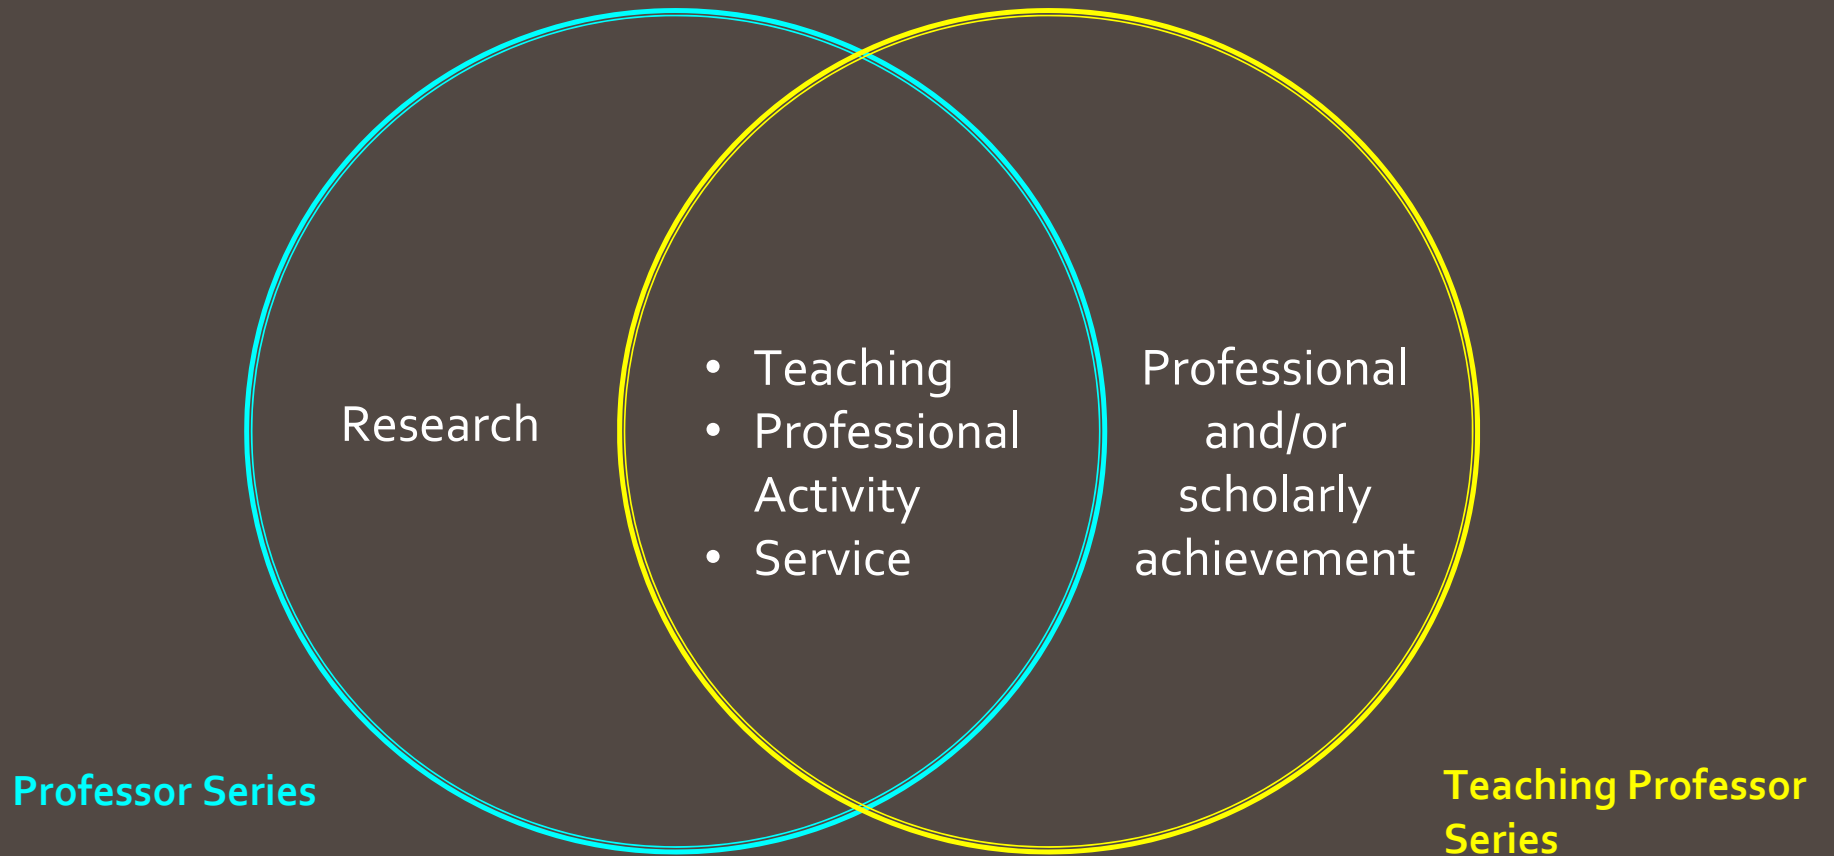 Research
• Teaching
• Professional
Activity
• Service
Professional
and/or
scholarly
achievement
Professor Series
Teaching Professor
Series